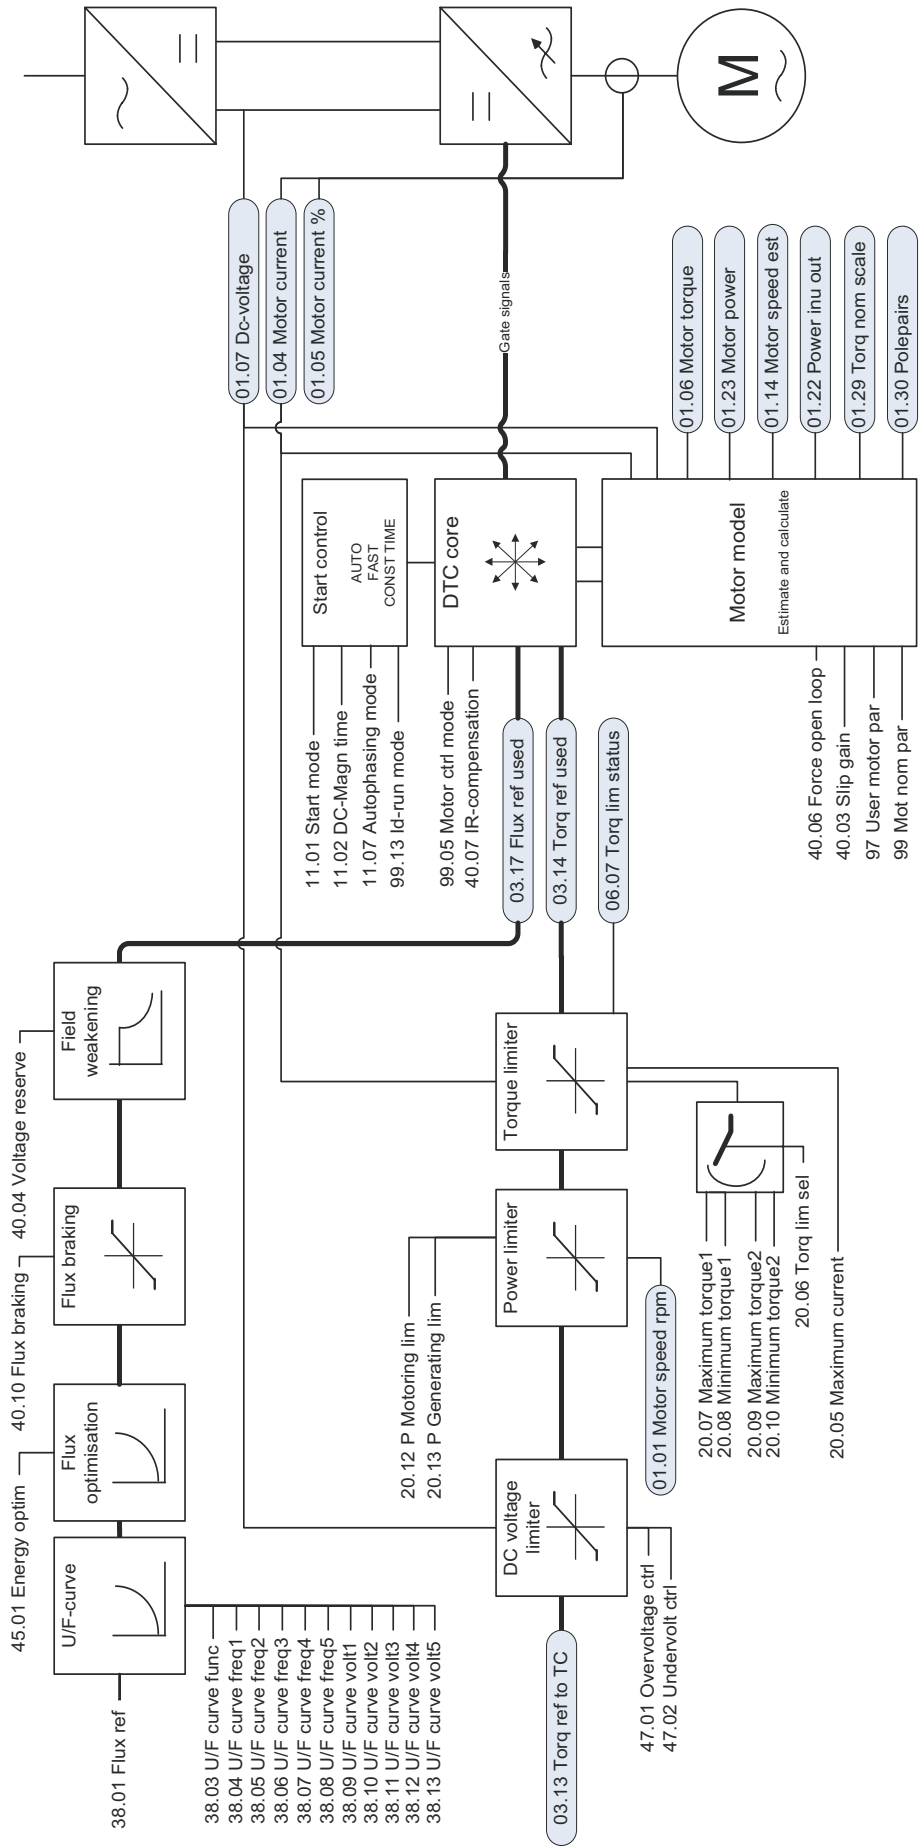 38.01 Flux ref
U/F-curve
38.03 U/F curve func
38.04 U/F curve freq1
38.05 U/F curve freq2
38.06 U/F curve freq3
38.07 U/F curve freq4
38.08 U/F curve freq5
38.09 U/F curve volt1
38.10 U/F curve volt2
38.11 U/F curve volt3
38.12 U/F curve volt4
38.13 U/F curve volt5
45.01 Energy optim
Flux
optimisation
40.10 Flux braking
Flux braking
40.04 Voltage reserve
Field
weakening
03.13 Torq ref to TC
DC voltage
limiter
47.01 Overvoltage ctrl
47.02 Undervolt ctrl
20.12 P Motoring lim
20.13 P Generating lim
Power limiter
01.01 Motor speed rpm
Torque limiter
20.07 Maximum torque1
20.08 Minimum torque1
20.09 Maximum torque2
20.10 Minimum torque2
20.06 Torq lim sel
20.05 Maximum current
11.01 Start mode
11.02 DC-Magn time
11.07 Autophasing mode
99.13 Id-run mode
Start control
AUTO
FAST
CONST TIME
99.05 Motor ctrl mode
40.07 IR-compensation
03.17 Flux ref used
03.14 Torq ref used
06.07 Torq lim status
DTC core
40.06 Force open loop
40.03 Slip gain
97 User motor par
99 Mot nom par
Motor model
Estimate and calculate
01.07 Dc-voltage
01.04 Motor current
01.05 Motor current %
Gate signals
01.06 Motor torque
01.23 Motor power
01.14 Motor speed est
01.22 Power inu out
01.29 Torq nom scale
01.30 Polepairs
M